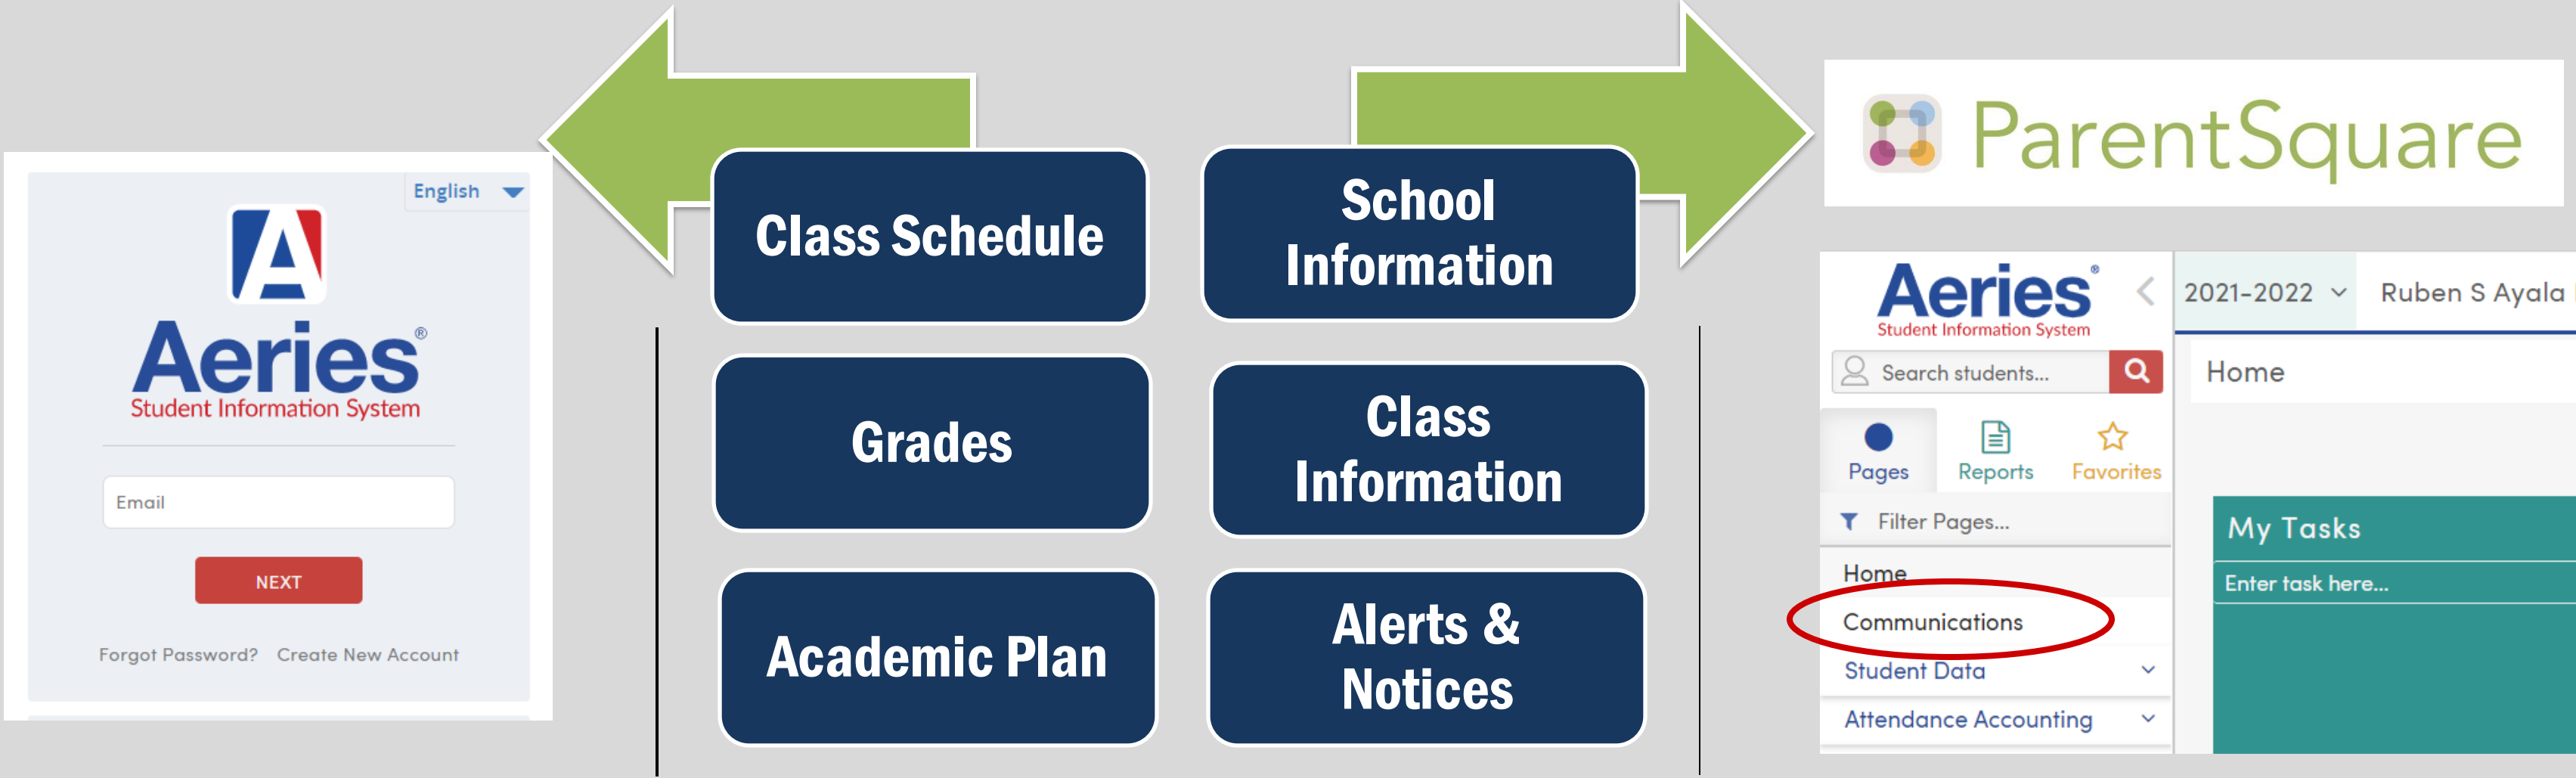 English
A
Aeries®
Student Information System
Email
NEXT
Forgot Password? Create New Account
Class Schedule
Grades
Academic Plan
School
Information
Class
Information
Alerts &
Notices
ParentSquare
Aeries®
Student Information System
2021-2022 Ruben S Ayala
Search students...
Home
Pages Reports Favorites
Filter Pages...
Home
Communications
Student Data
Attendance Accounting
My Tasks
Enter task here...